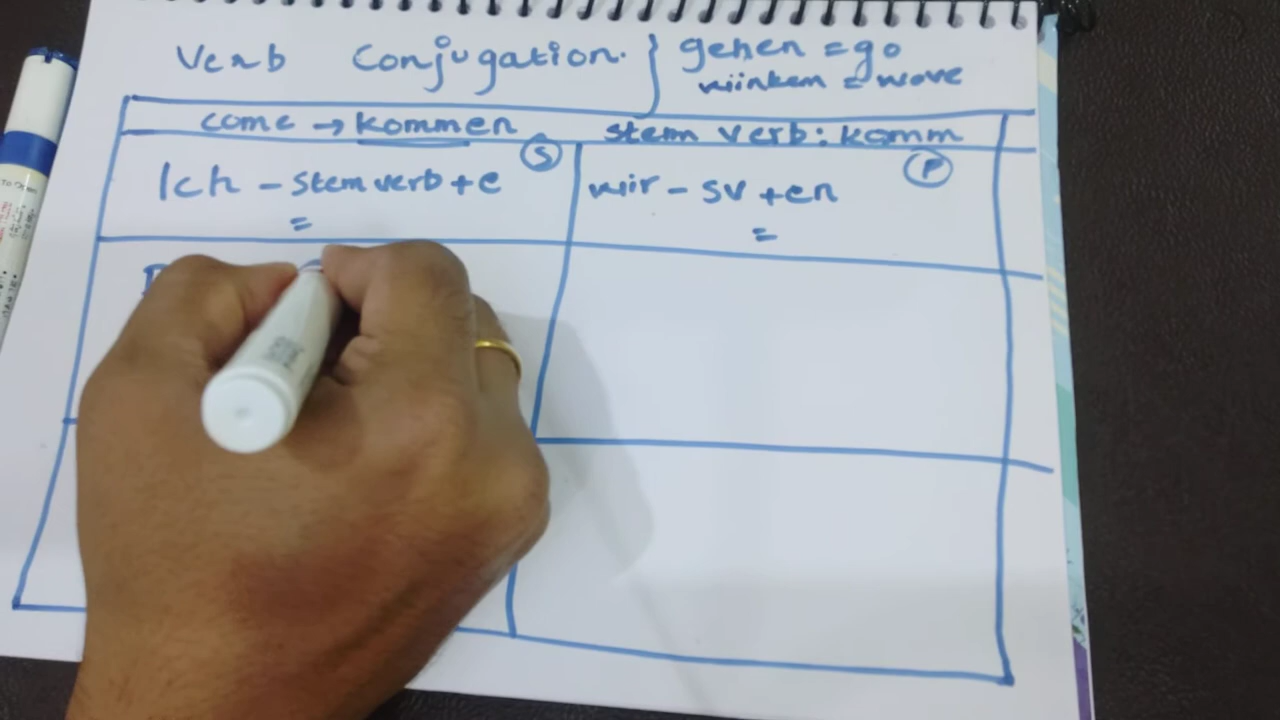 Verb Conjugation. } gehen = go
winken = wave
come → kommen
stem verb: komm
S
P
Ich - stem verb + e
=
wir - sv + en
=